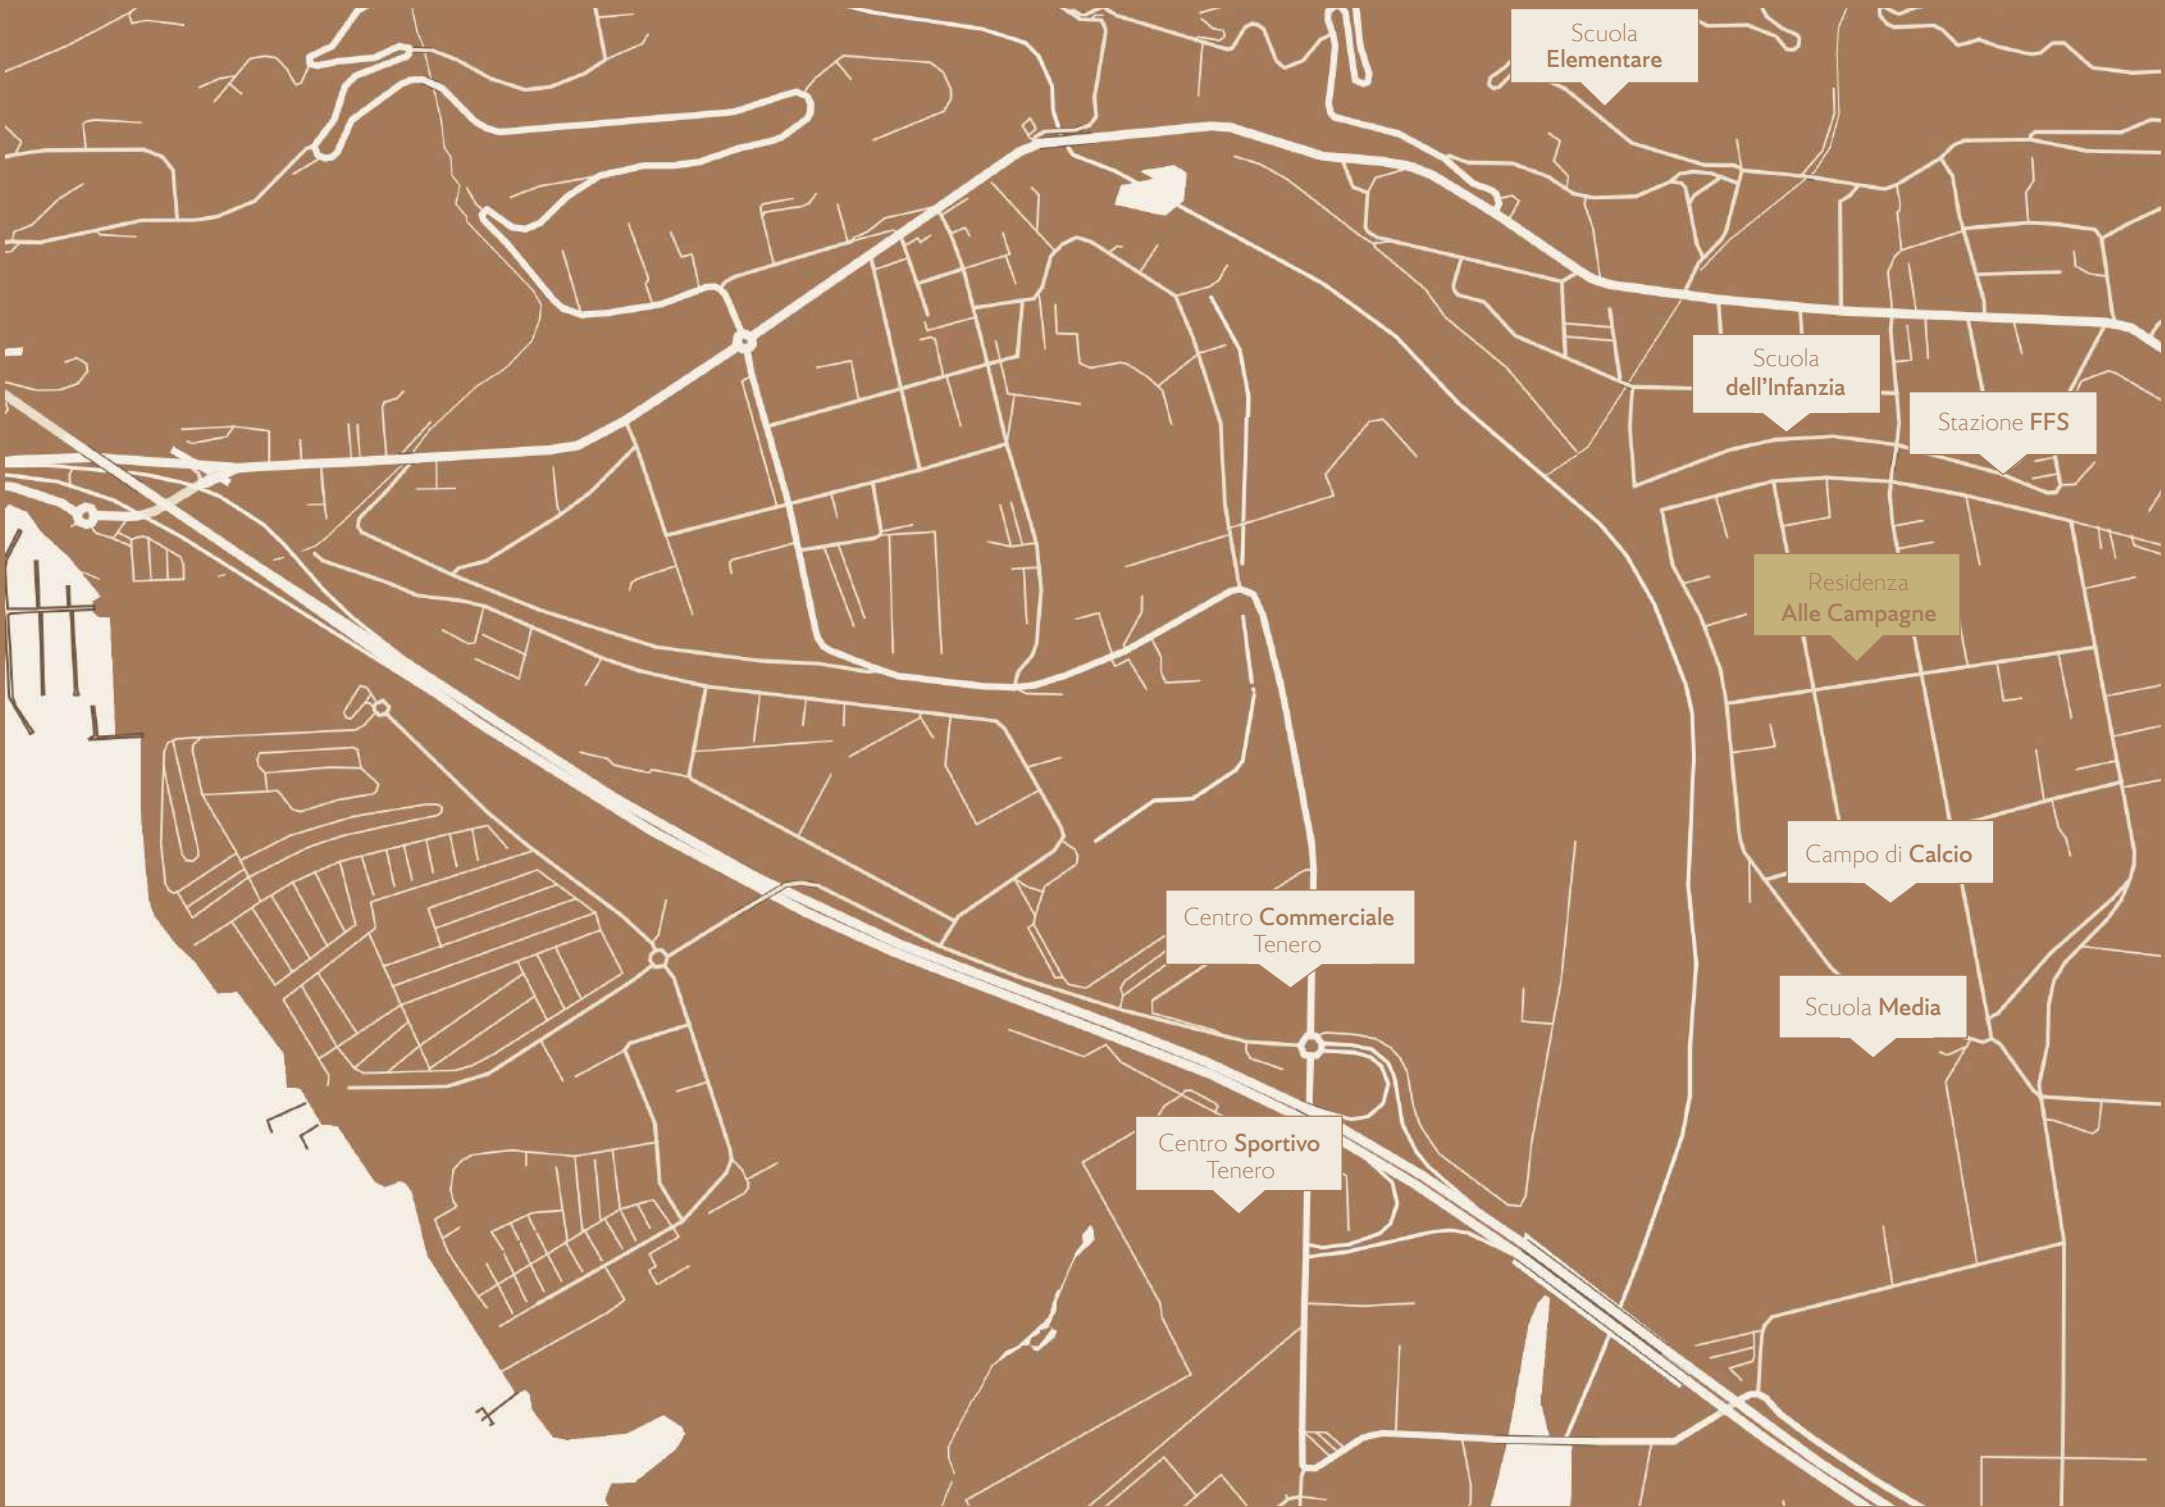 Scuola
Elementare
Scuola
dell'Infanzia
Stazione FFS
Residenza
Alle Campagne
Campo di Calcio
Centro Commerciale
Tenero
Scuola Media
Centro Sportivo
Tenero